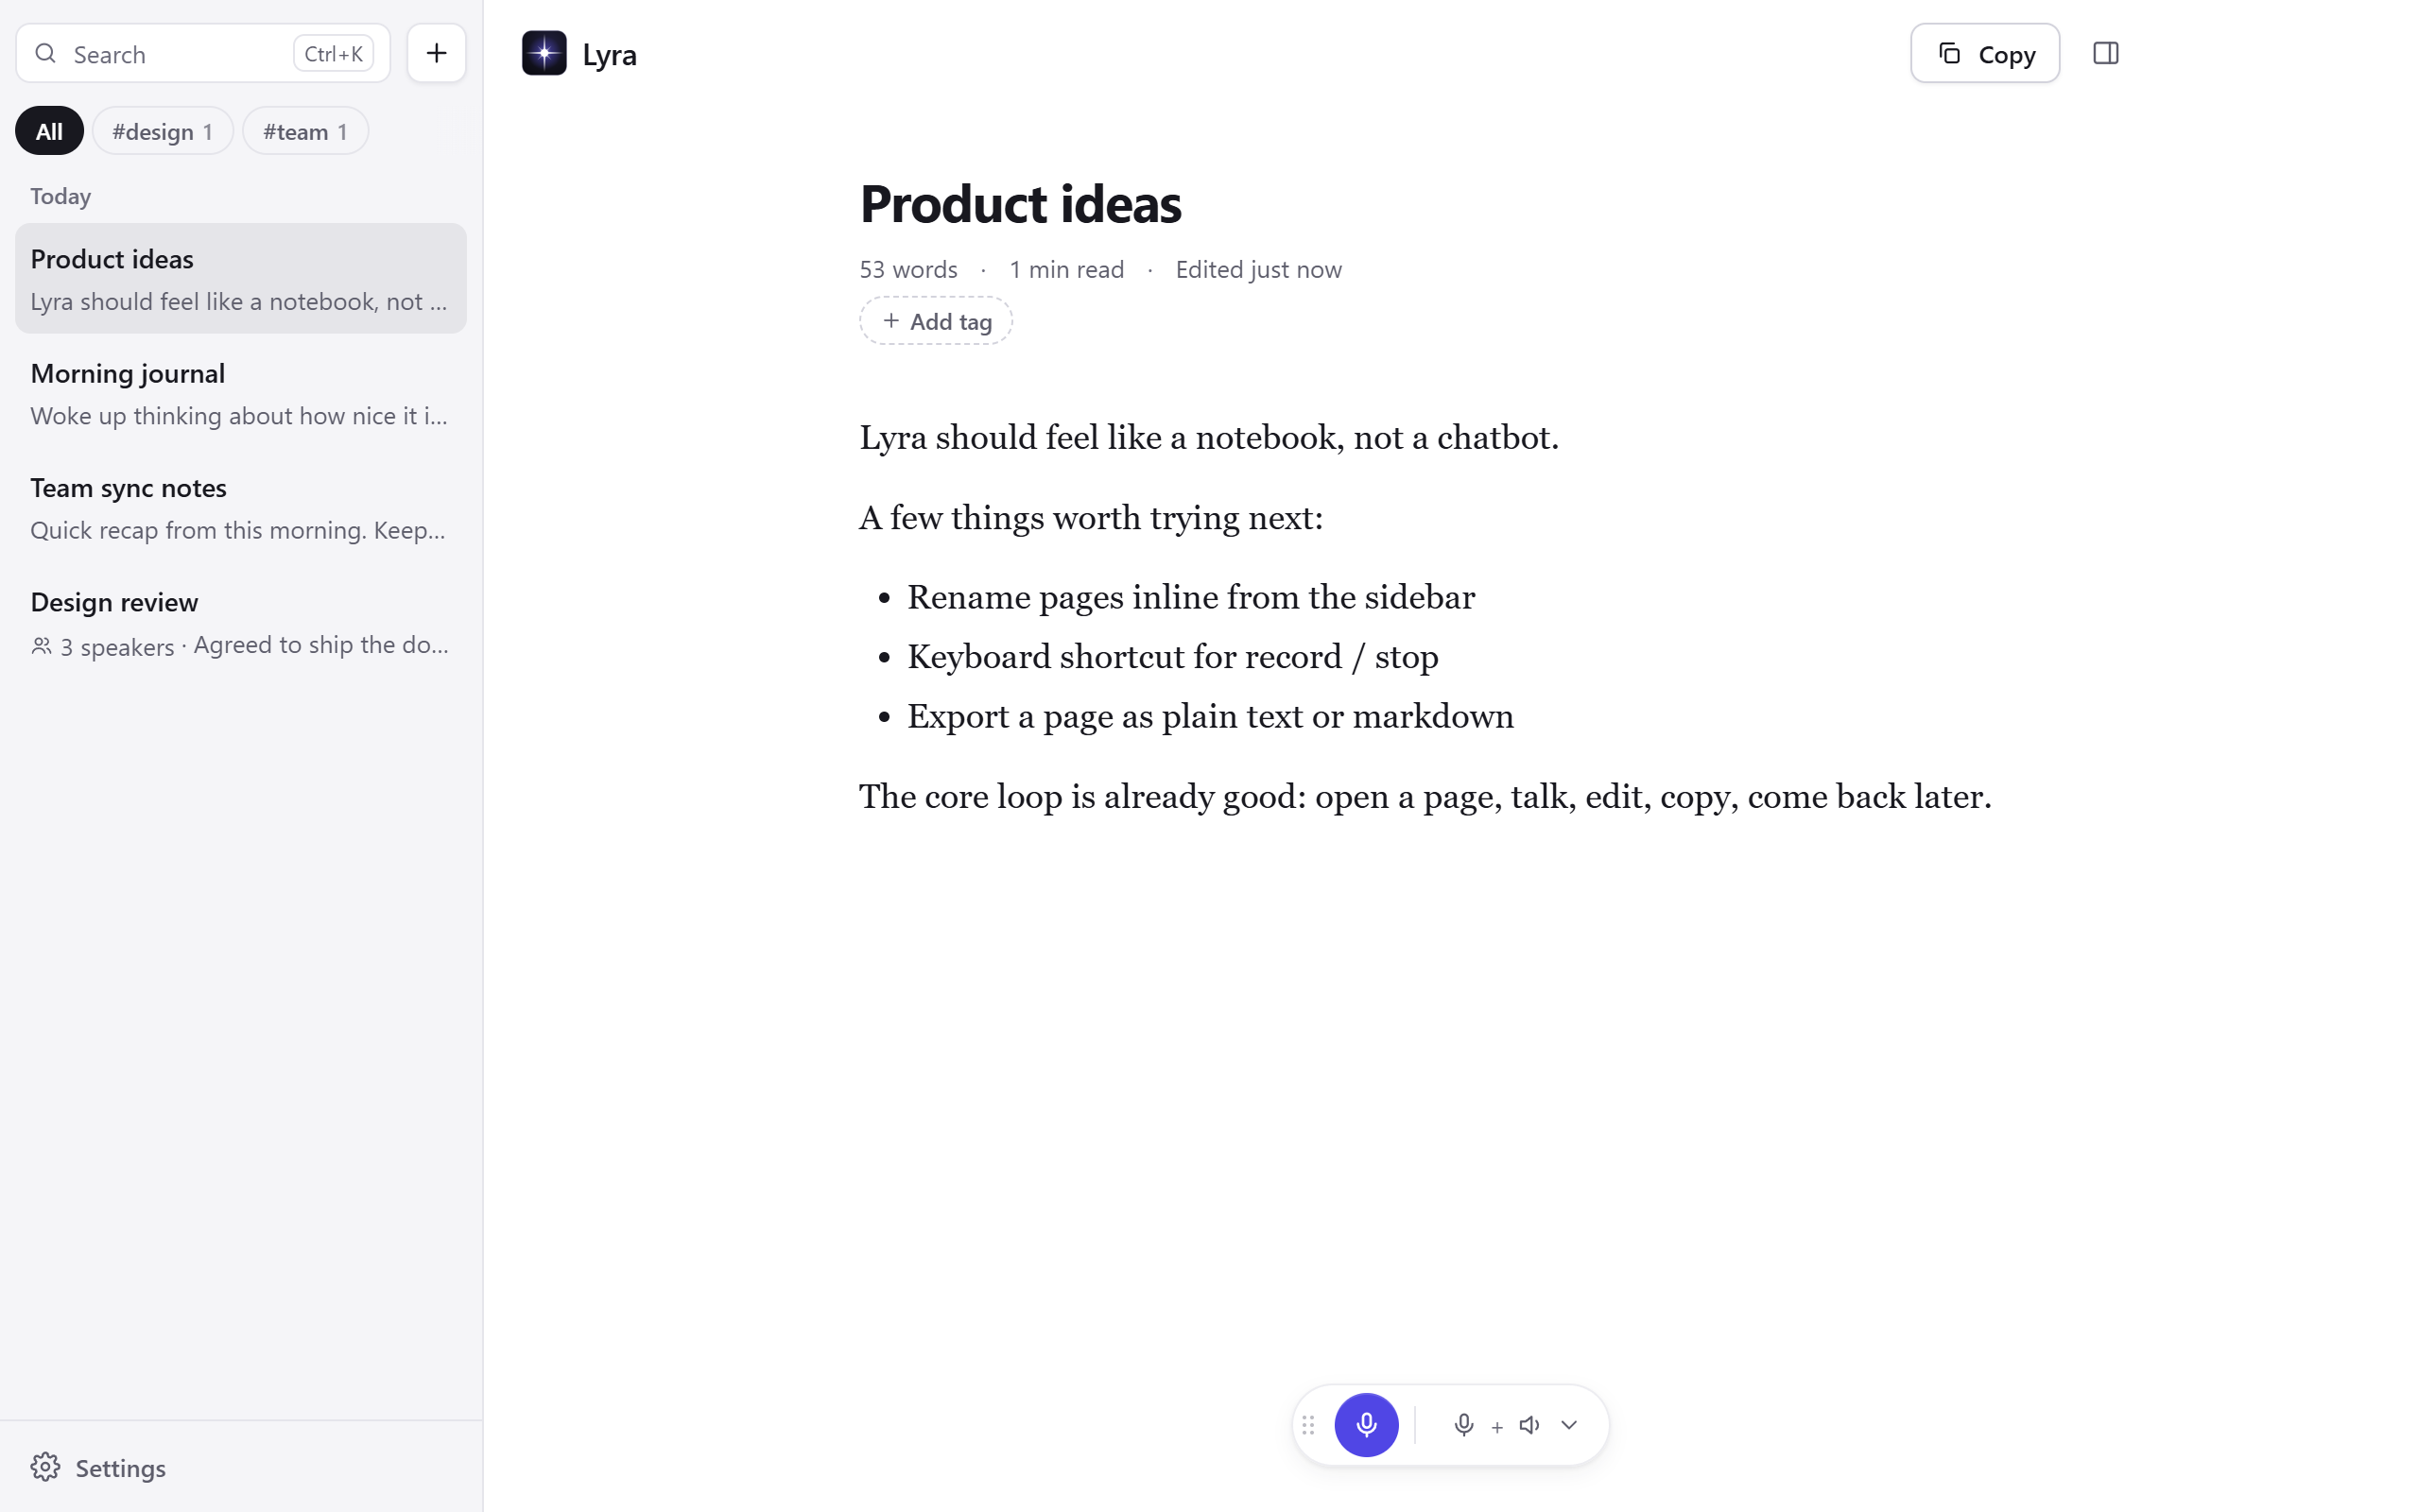 Search Ctrl+K
All #design 1 #team 1
Today
Product ideas
Lyra should feel like a notebook, not ...
Morning journal
Woke up thinking about how nice it i...
Team sync notes
Quick recap from this morning. Keep...
Design review
3 speakers · Agreed to ship the do...
Settings
Lyra
Copy
Product ideas
53 words · 1 min read · Edited just now
+ Add tag
Lyra should feel like a notebook, not a chatbot.
A few things worth trying next:
• Rename pages inline from the sidebar
• Keyboard shortcut for record / stop
• Export a page as plain text or markdown
The core loop is already good: open a page, talk, edit, copy, come back later.
+